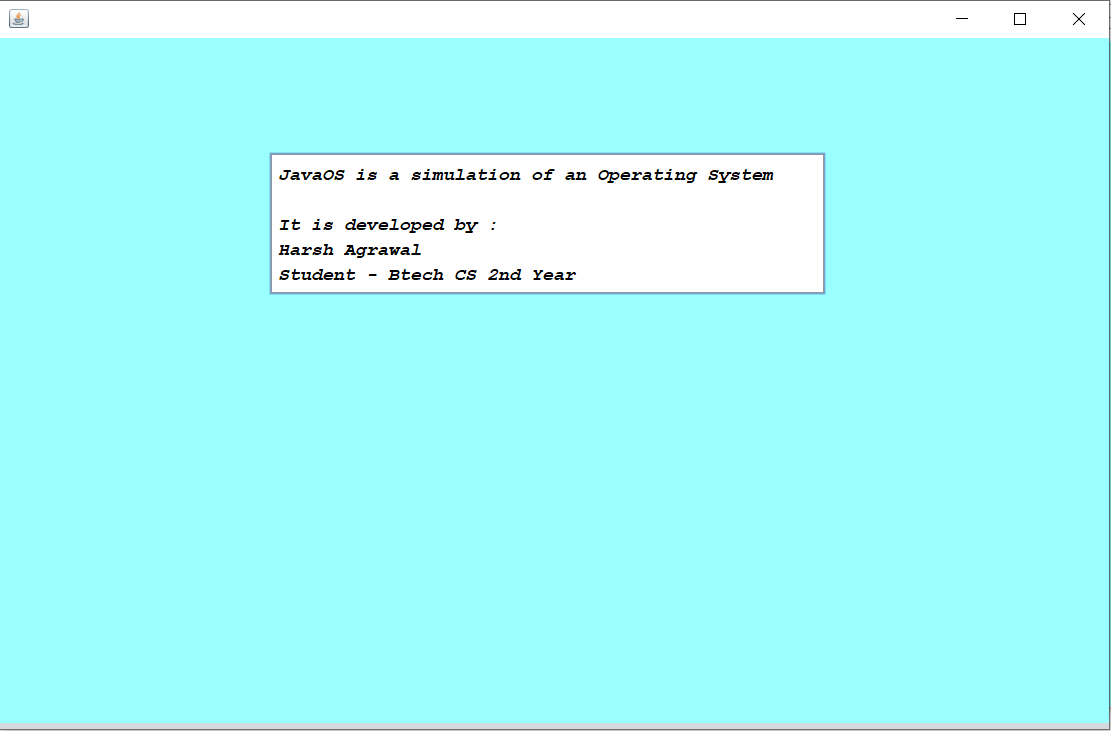 JavaOS is a simulation of an Operating System
It is developed by :
Harsh Agrawal
Student - Btech CS 2nd Year